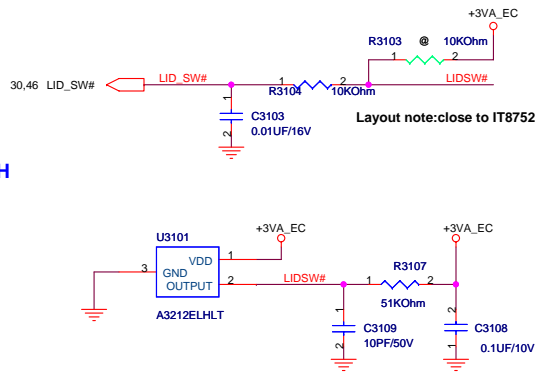 +3VA_EC
R3103 @ 10KOhm
1 2
30,46 LID_SW# LID_SW# 1 2 LIDSW#
R3104 10KOhm
1
C3103
2 0.01UF/16V
Layout note:close to IT8752
H
U3101
+3VA_EC
+3VA_EC
VDD 1
3 GND
OUTPUT 2 LIDSW#
R3107
1 2
51KOhm
A3212ELHLT
1
C3109
2 10PF/50V
2
C3108
1 0.1UF/10V